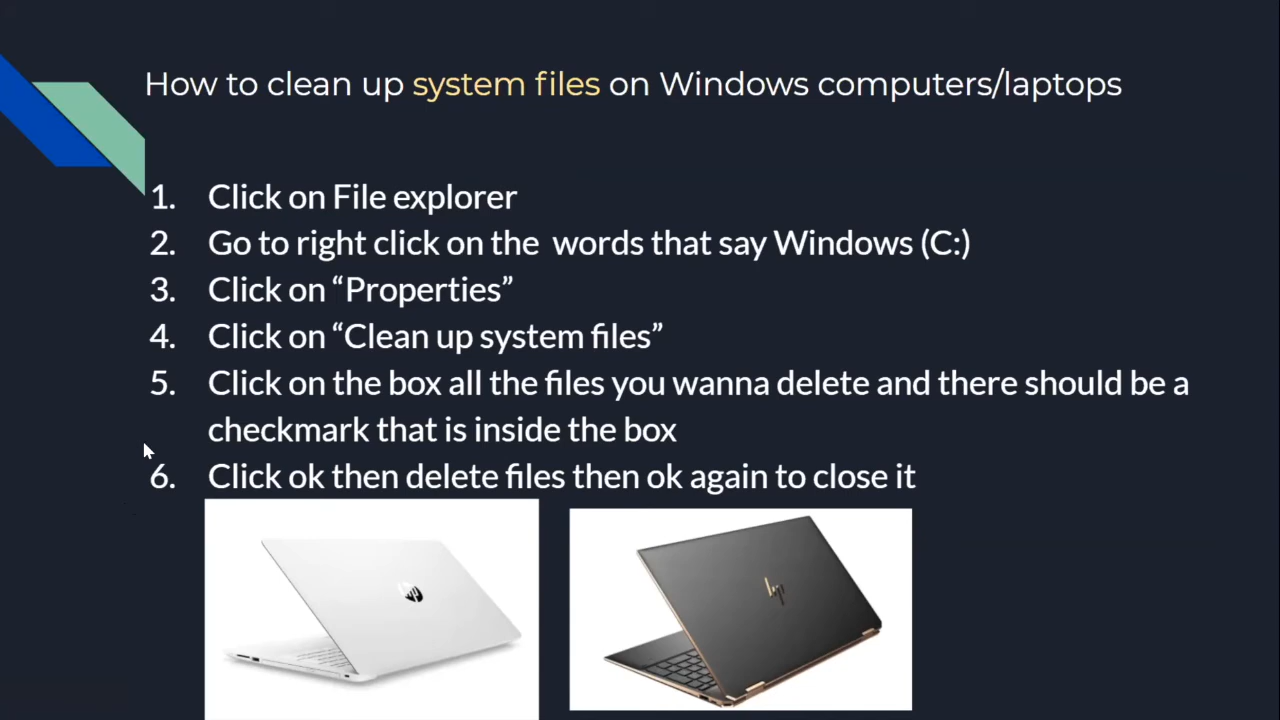 How to clean up system files on Windows computers/laptops
1. Click on File explorer
2. Go to right click on the  words that say Windows (C:)
3. Click on “Properties”
4. Click on “Clean up system files”
5. Click on the box all the files you wanna delete and there should be a
checkmark that is inside the box
6. Click ok then delete files then ok again to close it
hp
hp